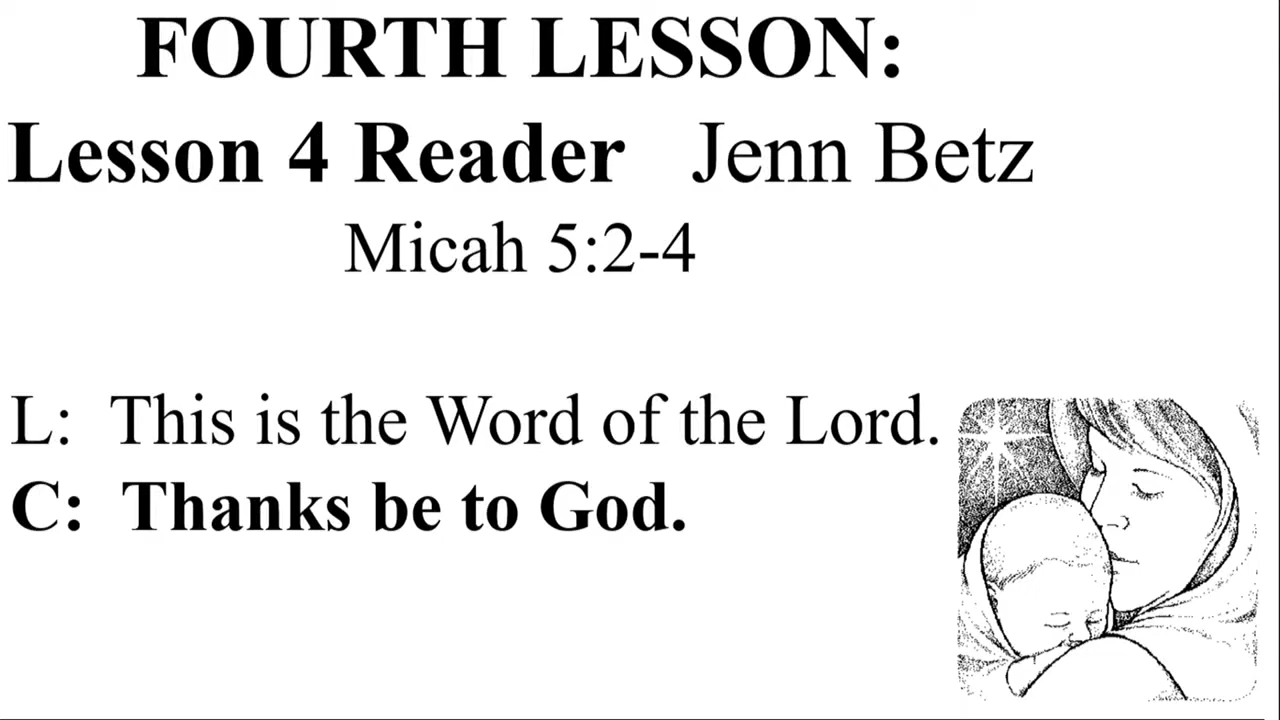 FOURTH LESSON:
Lesson 4 Reader Jenn Betz
Micah 5:2-4
L: This is the Word of the Lord.
C: Thanks be to God.